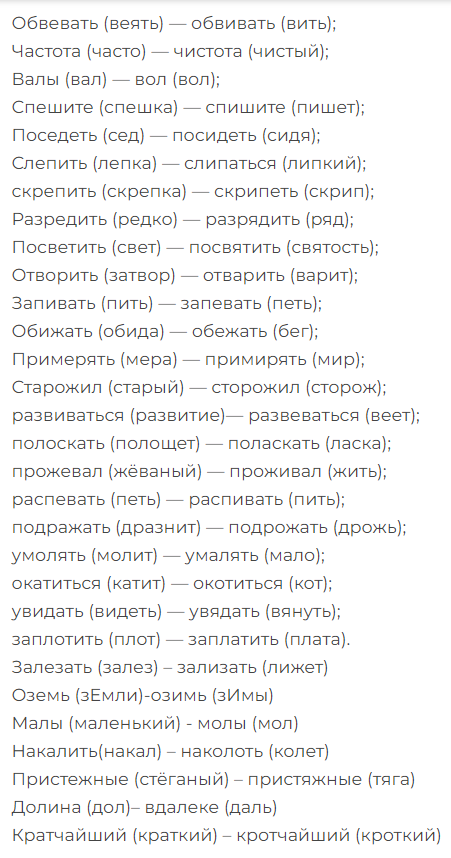 Обвевать (веять) — обвивать (вить);
Частота (часто) — чистота (чистый);
Валы (вал) — вол (вол);
Спешите (спешка) — спишите (пишет);
Поседеть (сед) — посидеть (сидя);
Слепить (лепка) — слипаться (липкий);
скрепить (скрепка) — скрипеть (скрип);
Разредить (редко) — разрядить (ряд);
Посветить (свет) — посвятить (святость);
Отворить (затвор) — отварить (варит);
Запивать (пить) — запевать (петь);
Обижать (обида) — обежать (бег);
Примерять (мера) — примирять (мир);
Старожил (старый) — сторожил (сторож);
развиваться (развитие)— развеваться (веет);
полоскать (полощет) — поласкать (ласка);
прожевал (жёваный) — проживал (жить);
распевать (петь) — распивать (пить);
подражать (дразнит) — подрожать (дрожь);
умолять (молит) — умалять (мало);
окатиться (катит) — окотиться (кот);
увидать (видеть) — увядать (вянуть);
заплотить (плот) — заплатить (плата).
Залезать (залез) – зализать (лижет)
Оземь (зЕмли)-озимь (зИмы)
Малы (маленький) - молы (мол)
Накалить(накал) – наколоть (колет)
Пристежные (стёганый) – пристяжные (тяга)
Долина (дол)– вдалеке (даль)
Кратчайший (краткий) – кротчайший (кроткий)